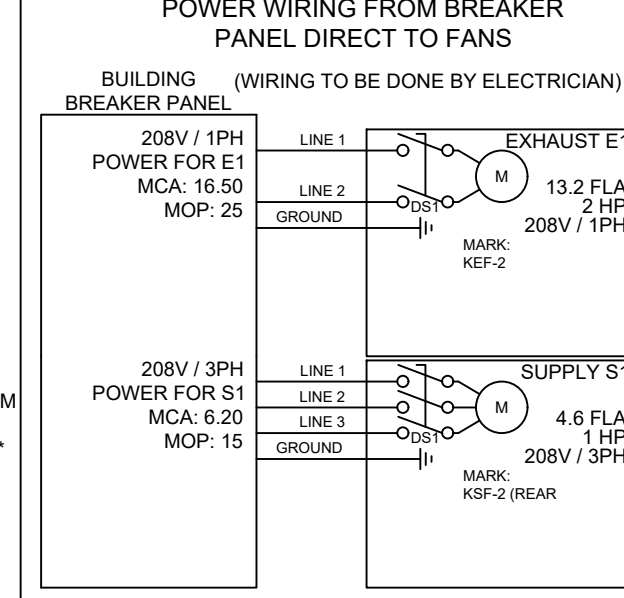 POWER WIRING FROM BREAKER
PANEL DIRECT TO FANS
BUILDING
BREAKER PANEL
(WIRING TO BE DONE BY ELECTRICIAN)
208V / 1PH
POWER FOR E1
MCA: 16.50
MOP: 25
LINE 1
LINE 2
GROUND
DS1
M
EXHAUST E1
13.2 FLA
2 HP
208V / 1PH
MARK:
KEF-2
208V / 3PH
POWER FOR S1
MCA: 6.20
MOP: 15
LINE 1
LINE 2
LINE 3
GROUND
DS1
M
SUPPLY S1
4.6 FLA
1 HP
208V / 3PH
MARK:
KSF-2 (REAR
M
*